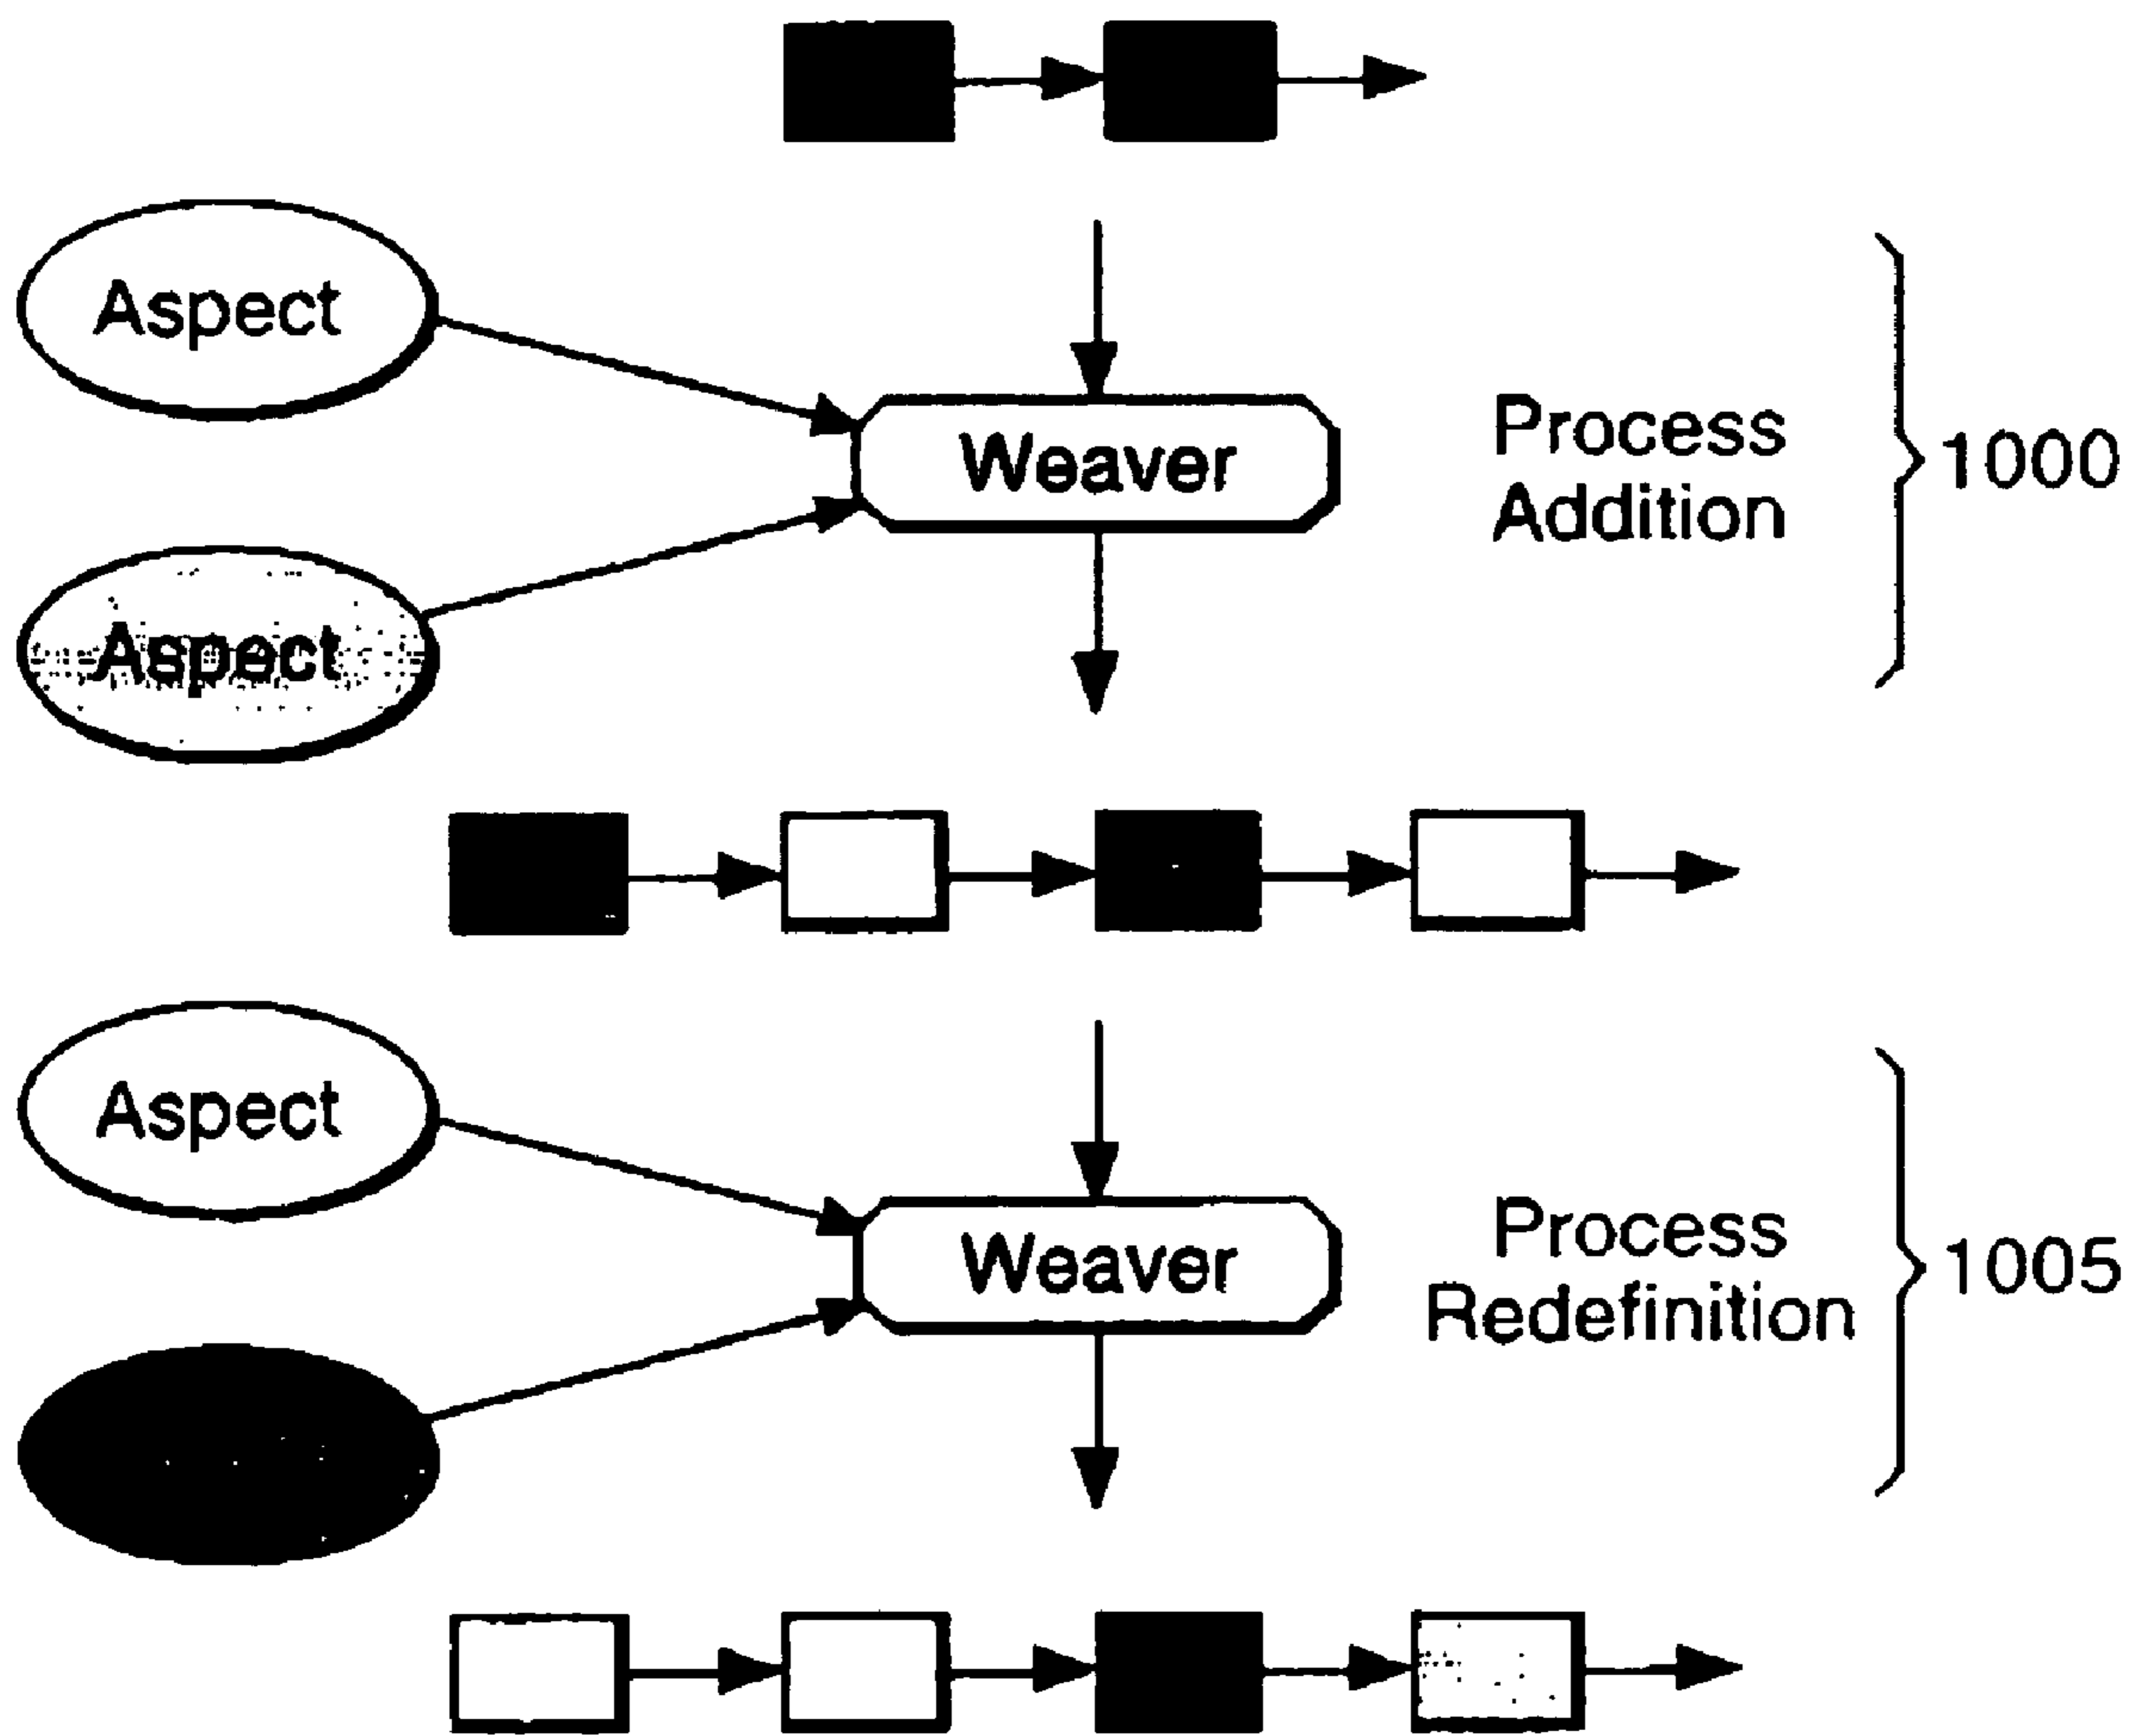 Aspect
Weaver
Process
Addition
1000
Aspect
Aspect
Weaver
Process
Redefinition
1005